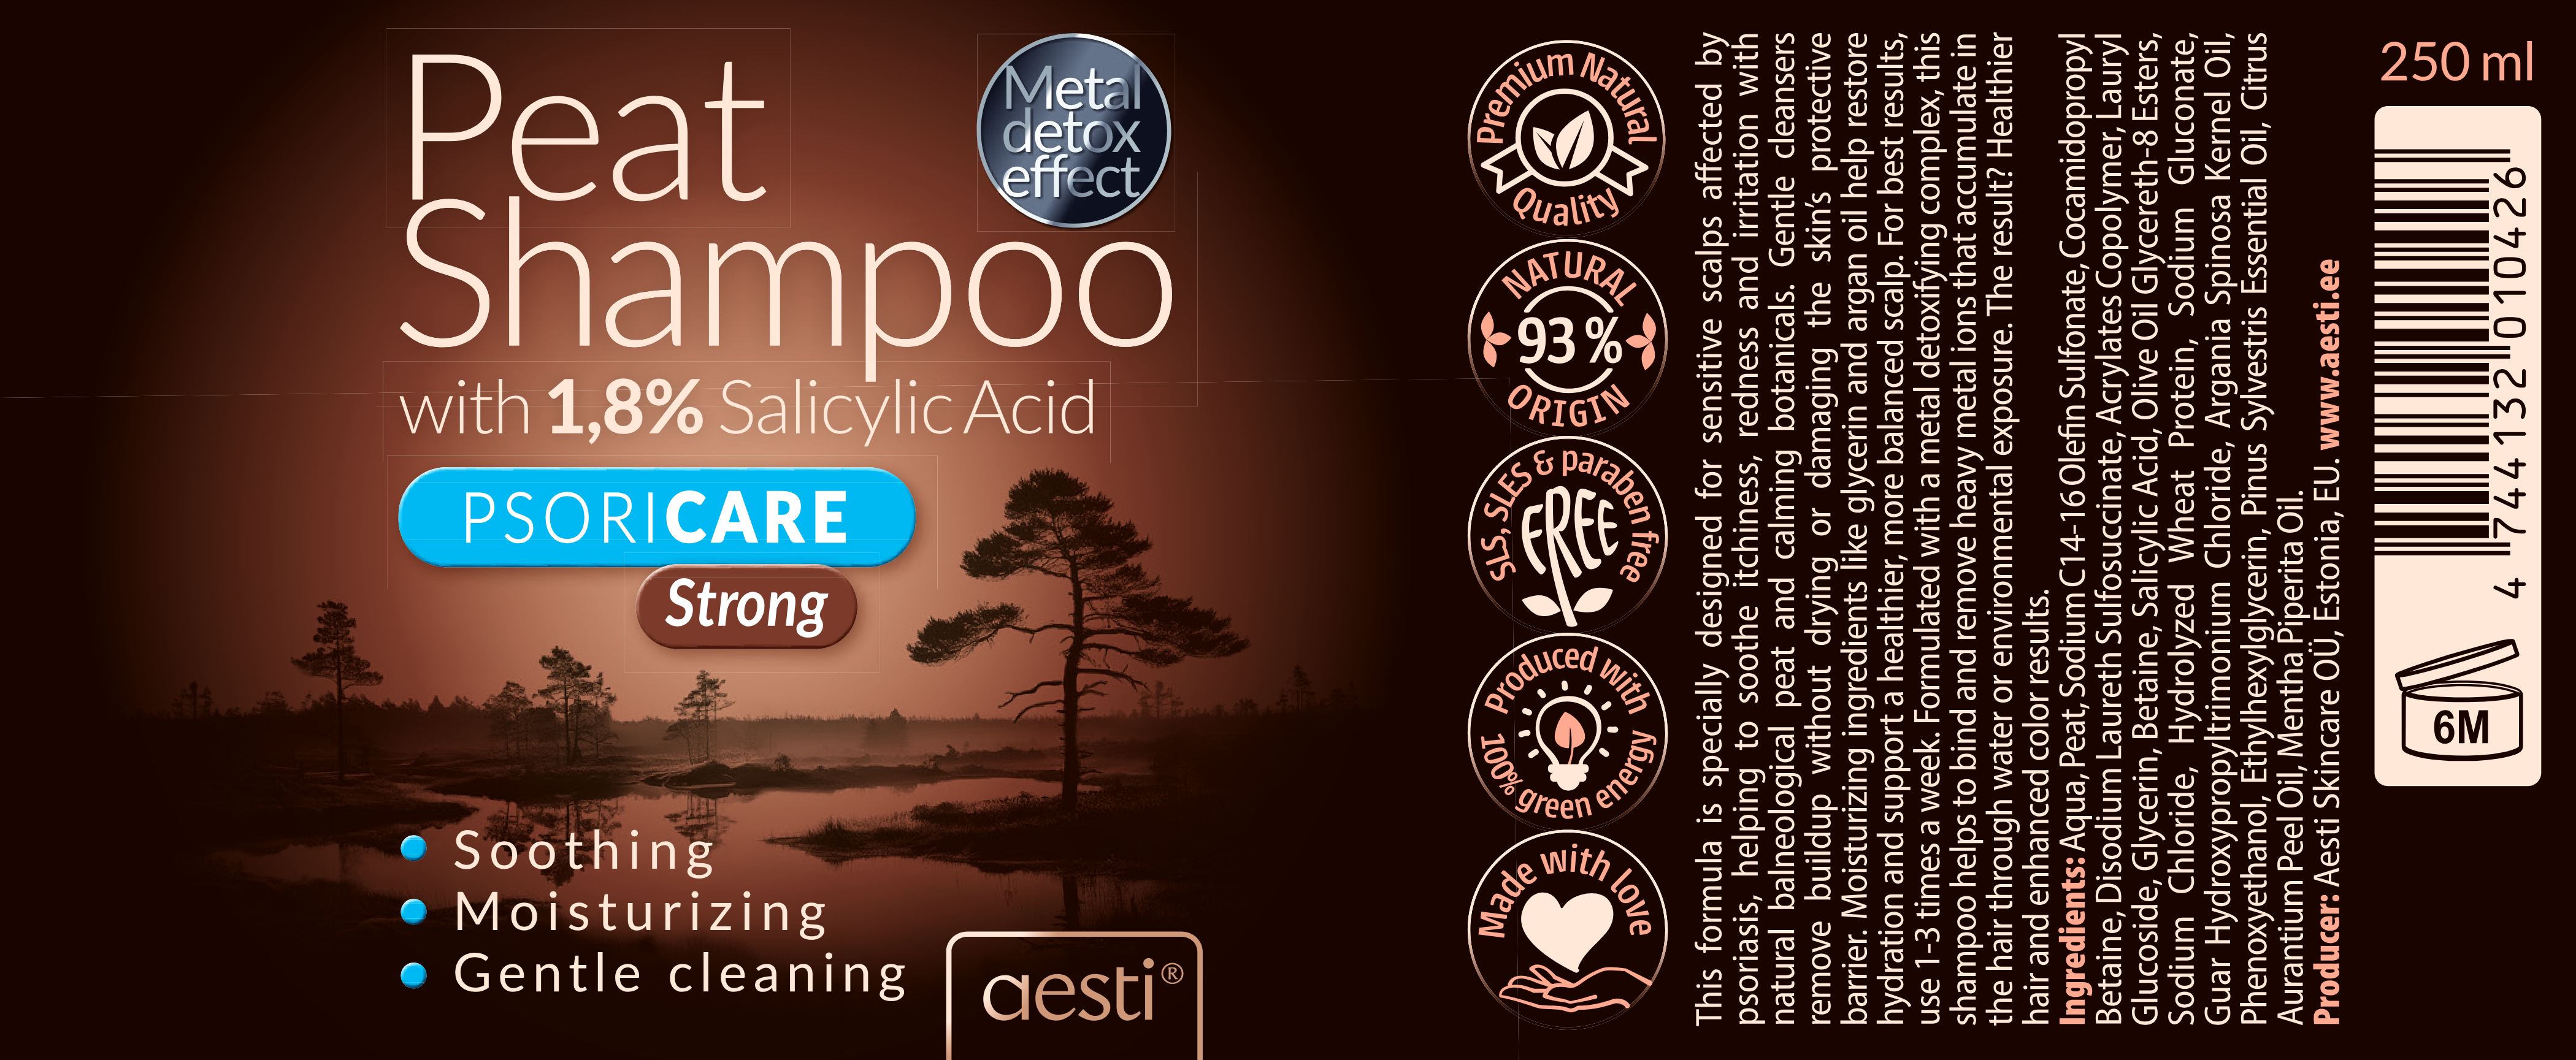 Peat
Shampoo
with 1,8% Salicylic Acid
PSORICARE
Strong
Metal
detox
effect
Soothing
Moisturizing
Gentle cleaning
aesti®
Premium Natural
Quality
NATURAL
93 %
ORIGIN
SLS, SLES & paraben free
FREE
Produced with
100% green energy
Made with love
This formula is specially designed for sensitive scalps affected by
psoriasis, helping to soothe itchiness, redness and irritation with
natural balneological peat and calming botanicals. Gentle cleansers
remove buildup without drying or damaging the skin’s protective
barrier. Moisturizing ingredients like glycerin and argan oil help restore
hydration and support a healthier, more balanced scalp. For best results,
use 1-3 times a week. Formulated with a metal detoxifying complex, this
shampoo helps to bind and remove heavy metal ions that accumulate in
the hair through water or environmental exposure. The result? Healthier
hair and enhanced color results.
Ingredients: Aqua, Peat, Sodium C14-16 Olefin Sulfonate, Cocamidopropyl
Betaine, Disodium Laureth Sulfosuccinate, Acrylates Copolymer, Lauryl
Glucoside, Glycerin, Betaine, Salicylic Acid, Olive Oil Glycereth-8 Esters,
Sodium Chloride, Hydrolyzed Wheat Protein, Sodium Gluconate,
Guar Hydroxypropyltrimonium Chloride, Argania Spinosa Kernel Oil,
Phenoxyethanol, Ethylhexylglycerin, Pinus Sylvestris Essential Oil, Citrus
Aurantium Peel Oil, Mentha Piperita Oil.
Producer: Aesti Skincare OÜ, Estonia, EU. www.aesti.ee
250 ml
4 744132 010426
6M